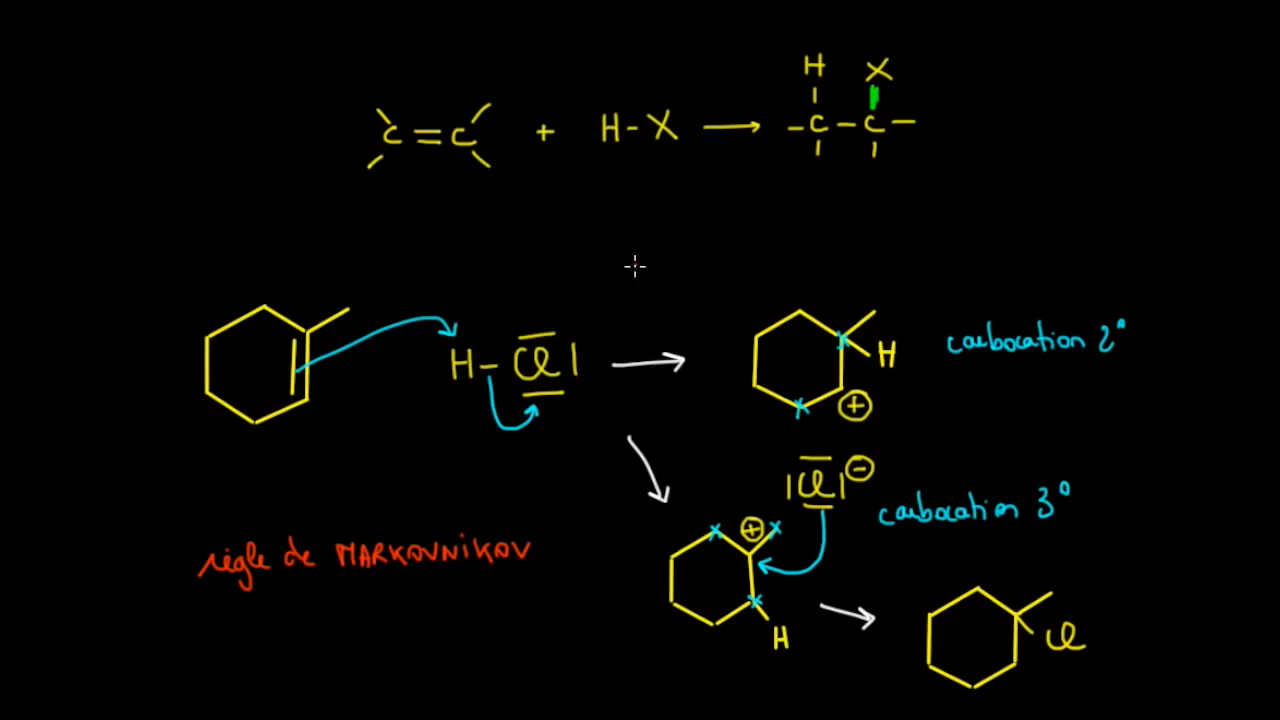 H X
C = C + H - X → - C - C -
H - Cl
H
carbocation 2°
+
Cl -
carbocation 3°
+
règle de MARKOVNIKOV
H
Cl